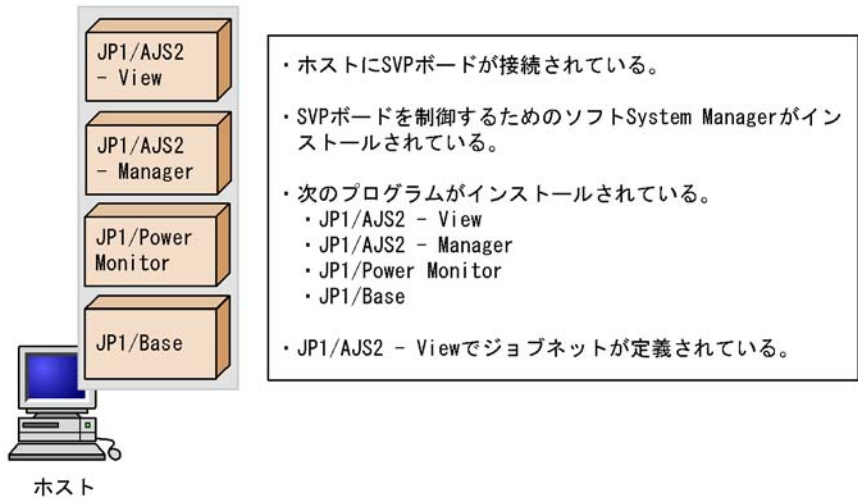 JP1/AJS2
- View
JP1/AJS2
- Manager
JP1/Power
Monitor
JP1/Base
ホスト
・ホストにSVPボードが接続されている。
・SVPボードを制御するためのソフトSystem Managerがイン
ストールされている。
・次のプログラムがインストールされている。
・JP1/AJS2 - View
・JP1/AJS2 - Manager
・JP1/Power Monitor
・JP1/Base
・JP1/AJS2 - Viewでジョブネットが定義されている。